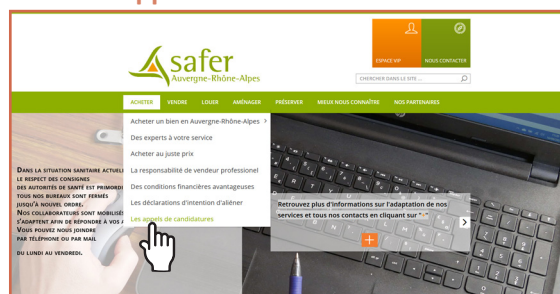 safer
Auvergne-Rhône-Alpes
ESPACE VIP
NOUS CONTACTER
CHERCHER DANS LE SITE ...
ACHETER VENDRE LOUER AMÉNAGER PRÉSERVER MIEUX NOUS CONNAÎTRE NOS PARTENAIRES
Acheter un bien en Auvergne-Rhône-Alpes >
Des experts à votre service
Acheter au juste prix
La responsabilité de vendeur professionel
Des conditions financières avantageuses
Les déclarations d'intention d'aliéner
Les appels de candidatures
DANS LA SITUATION SANITAIRE ACTUELLE
LE RESPECT DES CONSIGNES
DES AUTORITÉS DE SANTÉ EST PRIMORDI
TOUS NOS BUREAUX SONT FERMÉS
JUSQU'À NOUVEL ORDRE.
NOS COLLABORATEURS SONT MOBILISÉS
S'ADAPTENT AFIN DE RÉPONDRE À VOS
VOUS POUVEZ NOUS JOINDRE
PAR TÉLÉPHONE OU PAR MAIL
DU LUNDI AU VENDREDI.
Retrouvez plus d'informations sur l'adaptation de nos
services et tous nos contacts en cliquant sur "+"
+